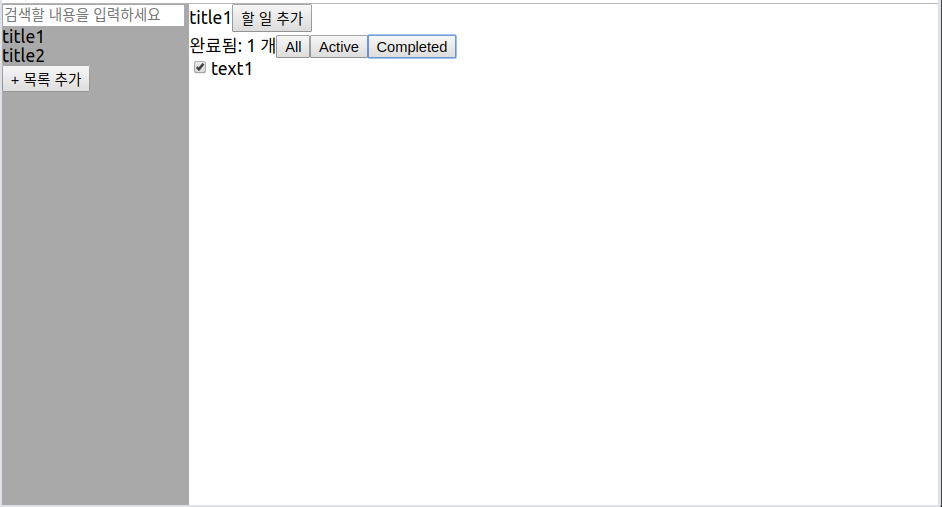 검색할 내용을 입력하세요
title1
title2
+ 목록 추가
title1 할 일 추가
완료됨: 1 개 All Active Completed
text1